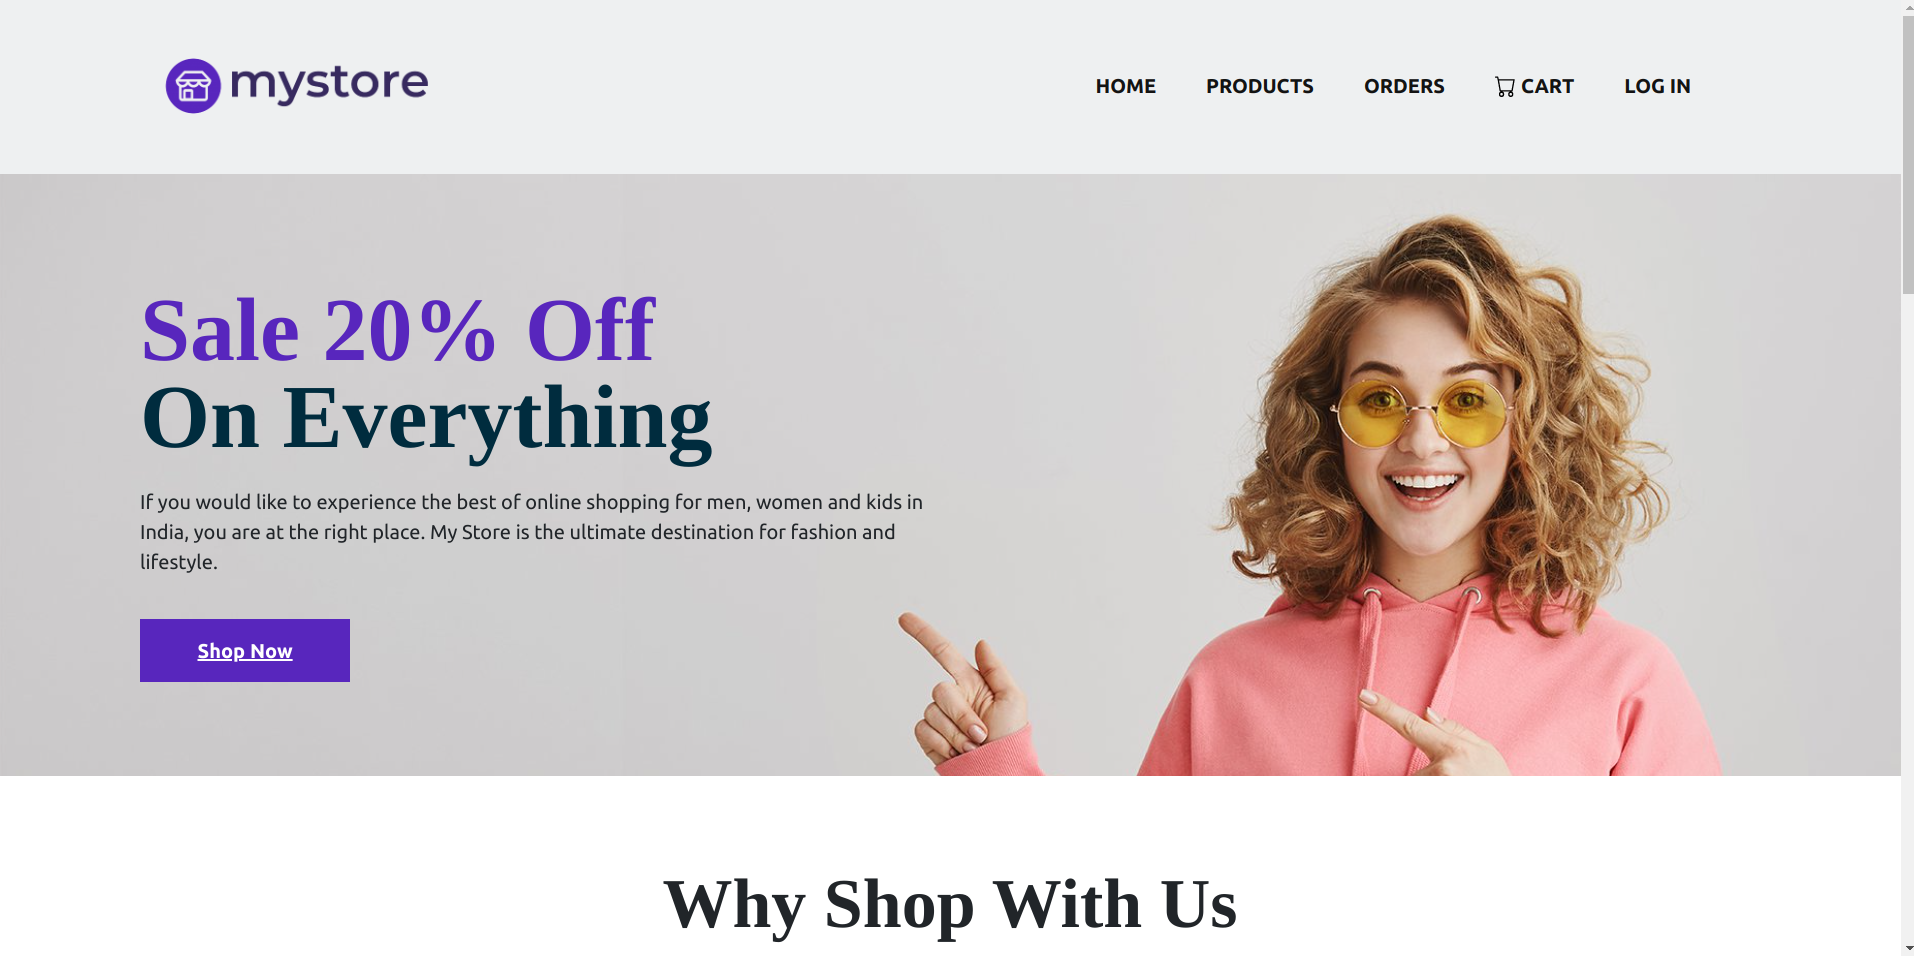 mystore
HOME PRODUCTS ORDERS CART LOG IN
Sale 20% Off
On Everything
If you would like to experience the best of online shopping for men, women and kids in
India, you are at the right place. My Store is the ultimate destination for fashion and
lifestyle.
Shop Now
Why Shop With Us